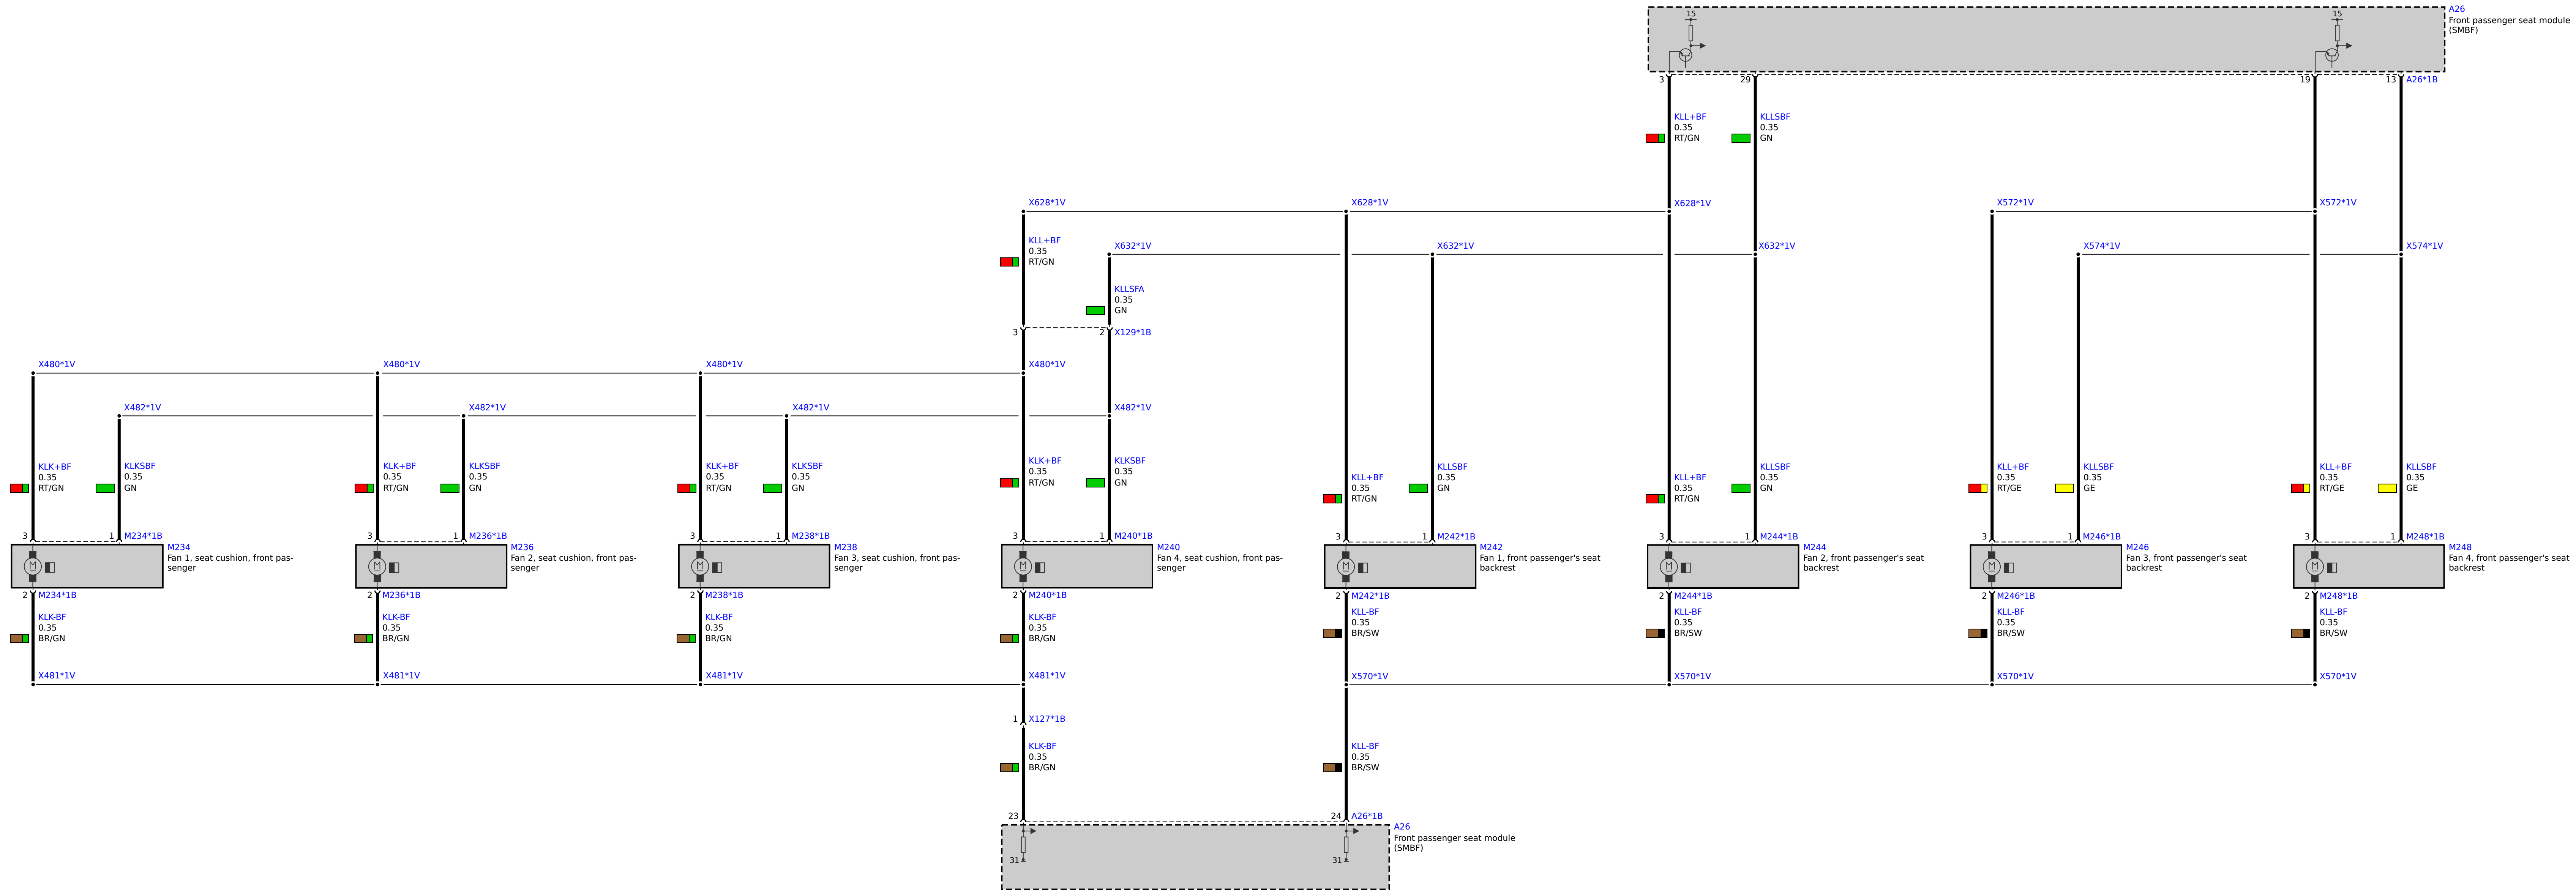 15
15
A26
Front passenger seat module
(SMBF)
3
29
19
13
A26*1B
KLL+BF
0.35
RT/GN
KLLSBF
0.35
GN
X628*1V
X628*1V
X628*1V
X572*1V
X572*1V
KLL+BF
0.35
RT/GN
X632*1V
X632*1V
X632*1V
X574*1V
X574*1V
KLLSFA
0.35
GN
3
2
X129*1B
X480*1V
X480*1V
X480*1V
X480*1V
X482*1V
X482*1V
X482*1V
X482*1V
KLK+BF
0.35
RT/GN
KLKSBF
0.35
GN
KLK+BF
0.35
RT/GN
KLKSBF
0.35
GN
KLK+BF
0.35
RT/GN
KLKSBF
0.35
GN
KLK+BF
0.35
RT/GN
KLKSBF
0.35
GN
KLL+BF
0.35
RT/GN
KLLSBF
0.35
GN
KLL+BF
0.35
RT/GN
KLLSBF
0.35
GN
KLL+BF
0.35
RT/GE
KLLSBF
0.35
GE
KLL+BF
0.35
RT/GE
KLLSBF
0.35
GE
3
1
M234*1B
3
1
M236*1B
3
1
M238*1B
3
1
M240*1B
3
1
M242*1B
3
1
M244*1B
3
1
M246*1B
3
1
M248*1B
M
M234
Fan 1, seat cushion, front pas-
senger
M
M236
Fan 2, seat cushion, front pas-
senger
M
M238
Fan 3, seat cushion, front pas-
senger
M
M240
Fan 4, seat cushion, front pas-
senger
M
M242
Fan 1, front passenger's seat
backrest
M
M244
Fan 2, front passenger's seat
backrest
M
M246
Fan 3, front passenger's seat
backrest
M
M248
Fan 4, front passenger's seat
backrest
2
M234*1B
2
M236*1B
2
M238*1B
2
M240*1B
2
M242*1B
2
M244*1B
2
M246*1B
2
M248*1B
KLK-BF
0.35
BR/GN
KLK-BF
0.35
BR/GN
KLK-BF
0.35
BR/GN
KLK-BF
0.35
BR/GN
KLL-BF
0.35
BR/SW
KLL-BF
0.35
BR/SW
KLL-BF
0.35
BR/SW
KLL-BF
0.35
BR/SW
X481*1V
X481*1V
X481*1V
X481*1V
X570*1V
X570*1V
X570*1V
X570*1V
1
X127*1B
KLK-BF
0.35
BR/GN
KLL-BF
0.35
BR/SW
23
24
A26*1B
31
31
A26
Front passenger seat module
(SMBF)